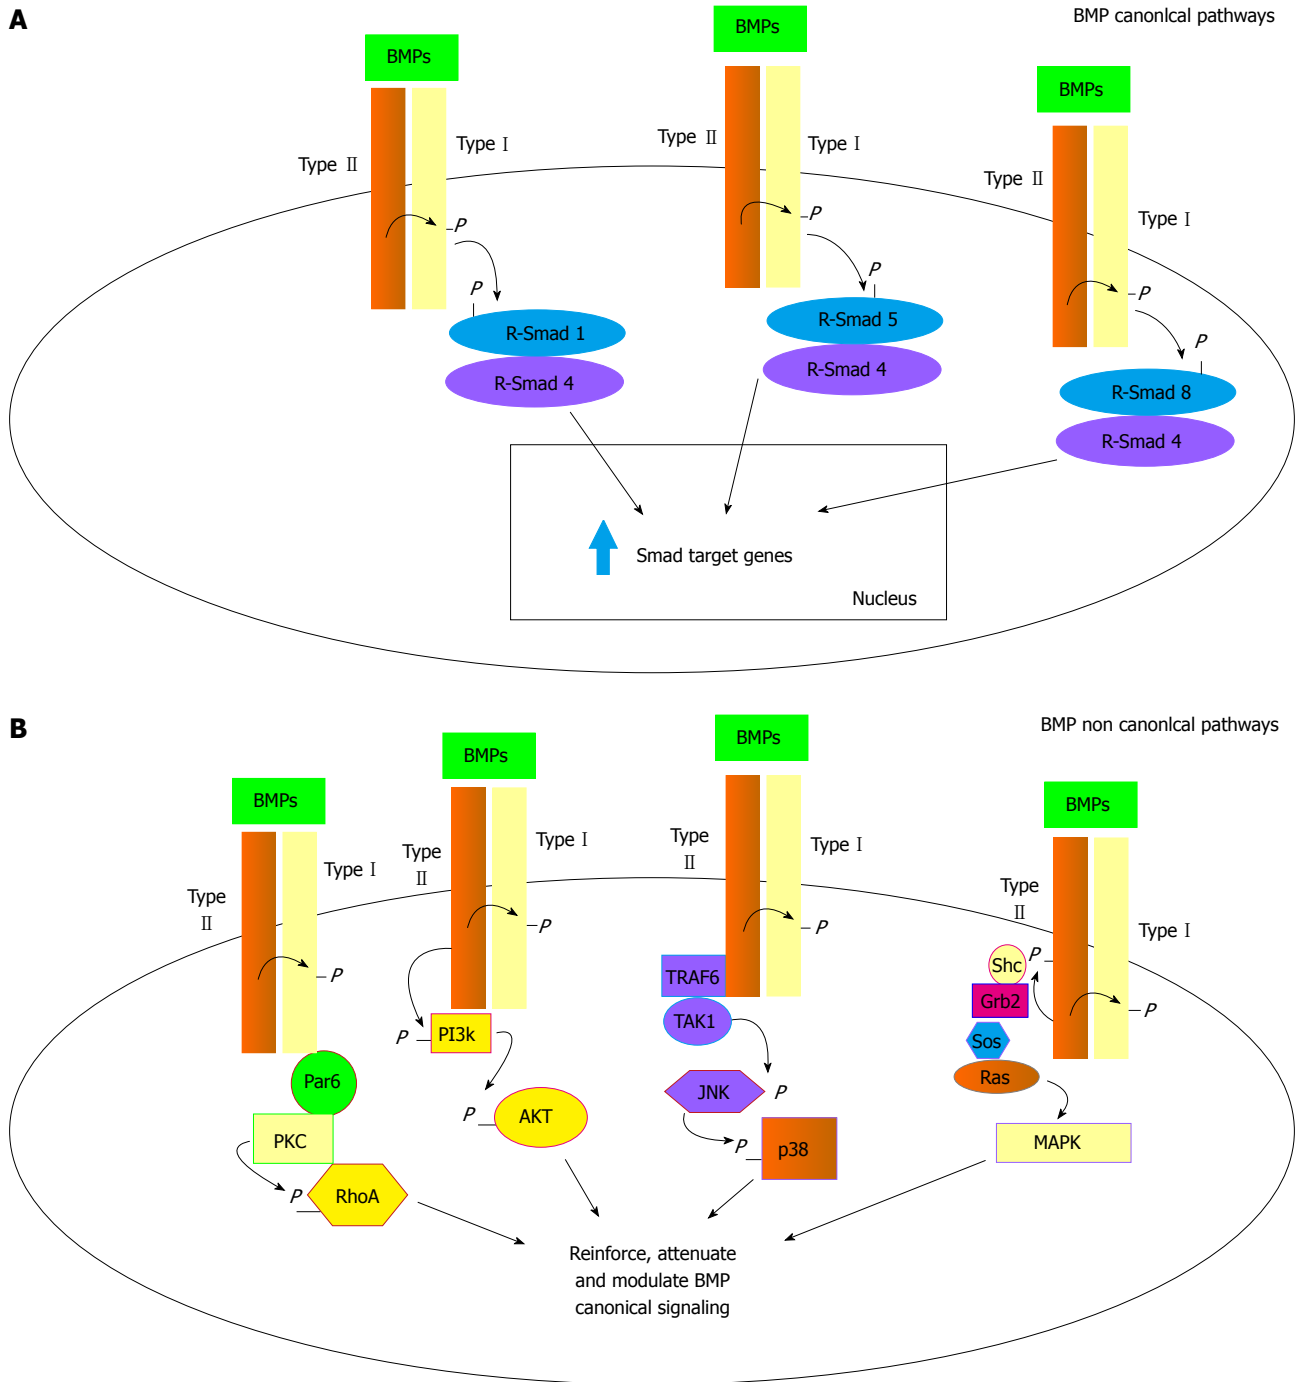 A
BMP canonlcal pathways
BMPs
BMPs
BMPs
Type II
Type I
Type II
Type I
Type II
Type I
P
P
P
P
P
P
R-Smad 1
R-Smad 4
R-Smad 5
R-Smad 4
R-Smad 8
R-Smad 4
Smad target genes
Nucleus
B
BMP non canonlcal pathways
BMPs
BMPs
BMPs
BMPs
Type
II
Type I
Type
II
Type I
Type
II
Type I
Type
II
Type I
P
P
P
P
P
Par6
PKC
P
RhoA
P
PI3k
P
AKT
TRAF6
TAK1
JNK
P
P
p38
Shc
Grb2
Sos
Ras
MAPK
Reinforce, attenuate
and modulate BMP
canonical signaling